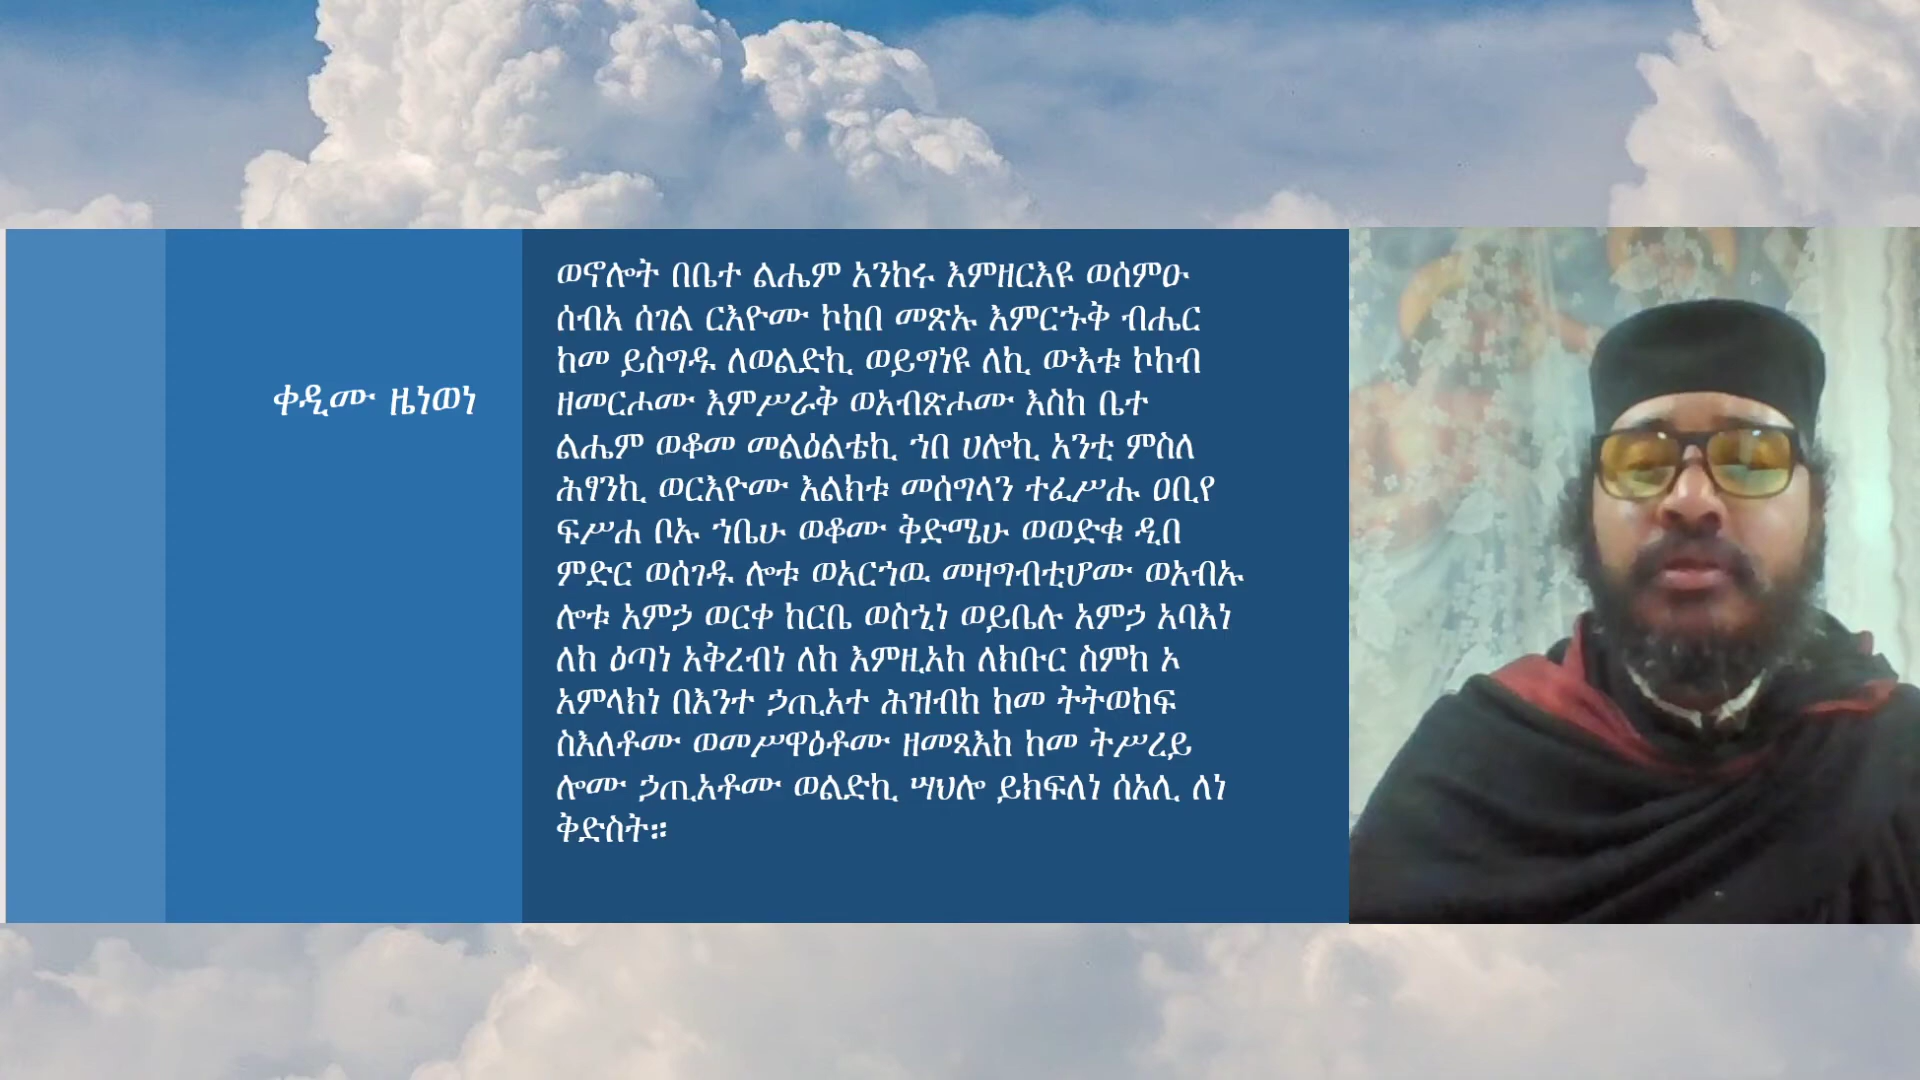 ቀዲሙ ዜነወነ
ወኖሎት በቤተ ልሔም አንከሩ እምዘርእዩ ወሰምዑ
ሰብአ ሰገል ርእዮሙ ኮከበ መጽኡ እምርኁቅ ብሔር
ከመ ይስግዱ ለወልድኪ ወይግነዩ ለኪ ውእቱ ኮከብ
ዘመርሖሙ እምሥራቅ ወአብጽሖሙ እስከ ቤተ
ልሔም ወቆመ መልዕልቴኪ ኀበ ሀሎኪ አንቲ ምስለ
ሕፃንኪ ወርእዮሙ እልክቱ መሰግላን ተፈሥሑ ዐቢየ
ፍሥሐ ቦኡ ኀቤሁ ወቆሙ ቅድሜሁ ወወድቁ ዲበ
ምድር ወሰገዱ ሎቱ ወአርኀዉ መዛግብቲሆሙ ወአብኡ
ሎቱ አምኃ ወርቀ ከርቤ ወስኂነ ወይቤሉ አምኃ አባእነ
ለከ ዕጣነ አቅረብነ ለከ እምዚአከ ለክቡር ስምከ ኦ
አምላክነ በእንተ ኃጢአተ ሕዝብከ ከመ ትትወከፍ
ስእለቶሙ ወመሥዋዕቶሙ ዘመጻእከ ከመ ትሥረይ
ሎሙ ኃጢአቶሙ ወልድኪ ሣህሎ ይክፍለነ ሰአሊ ለነ
ቅድስት።